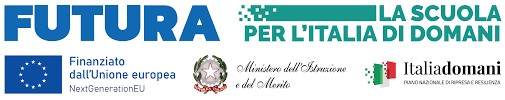 FUTURA
LA SCUOLA
PER L'ITALIA DI DOMANI
Finanziato
dall'Unione europea
NextGenerationEU
Ministero dell'Istruzione
e del Merito
Italiadomani
PIANO NAZIONALE DI RIPRESA E RESILIENZA